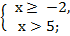 x ≥ −2,
x > 5;